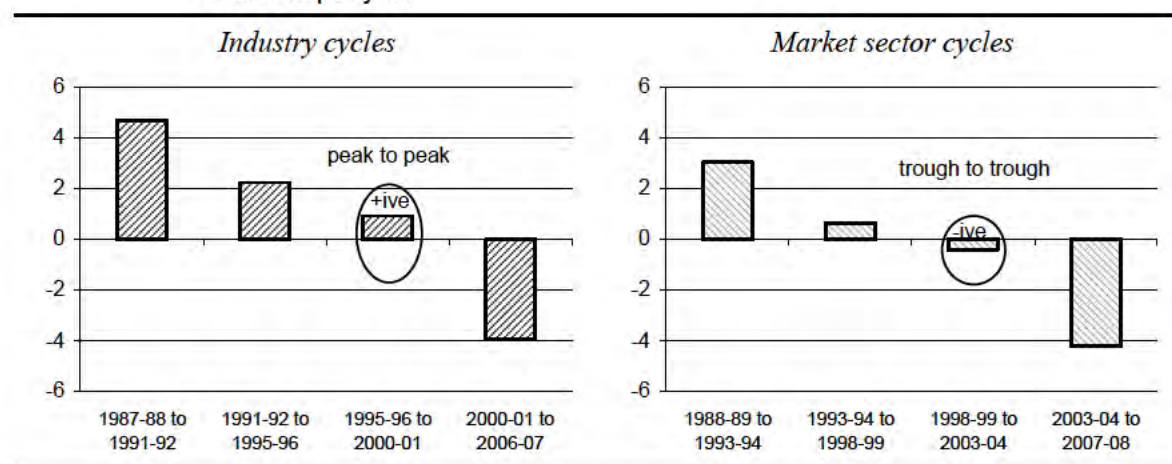 Industry cycles
6
4
2
0
-2
-4
-6
peak to peak
+ive
1987-88 to
1991-92
1991-92 to
1995-96
1995-96 to
2000-01
2000-01 to
2006-07
Market sector cycles
6
4
2
0
-2
-4
-6
trough to trough
-ive
1988-89 to
1993-94
1993-94 to
1998-99
1998-99 to
2003-04
2003-04 to
2007-08